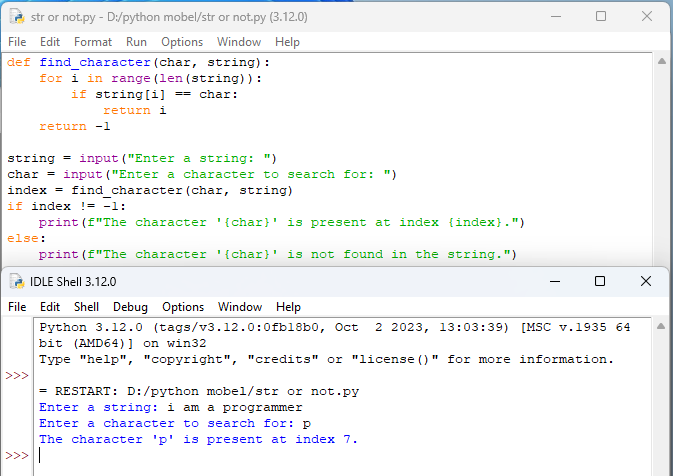 str or not.py - D:/python mobel/str or not.py (3.12.0)
File Edit Format Run Options Window Help
def find_character(char, string):
    for i in range(len(string)):
        if string[i] == char:
            return i
    return -1

string = input("Enter a string: ")
char = input("Enter a character to search for: ")
index = find_character(char, string)
if index != -1:
    print(f"The character '{char}' is present at index {index}.")
else:
    print(f"The character '{char}' is not found in the string.")
IDLE Shell 3.12.0
File Edit Shell Debug Options Window Help
Python 3.12.0 (tags/v3.12.0:0fb18b0, Oct  2 2023, 13:03:39) [MSC v.1935 64
bit (AMD64)] on win32
Type "help", "copyright", "credits" or "license()" for more information.
>>>
= RESTART: D:/python mobel/str or not.py
Enter a string: i am a programmer
Enter a character to search for: p
The character 'p' is present at index 7.
>>>